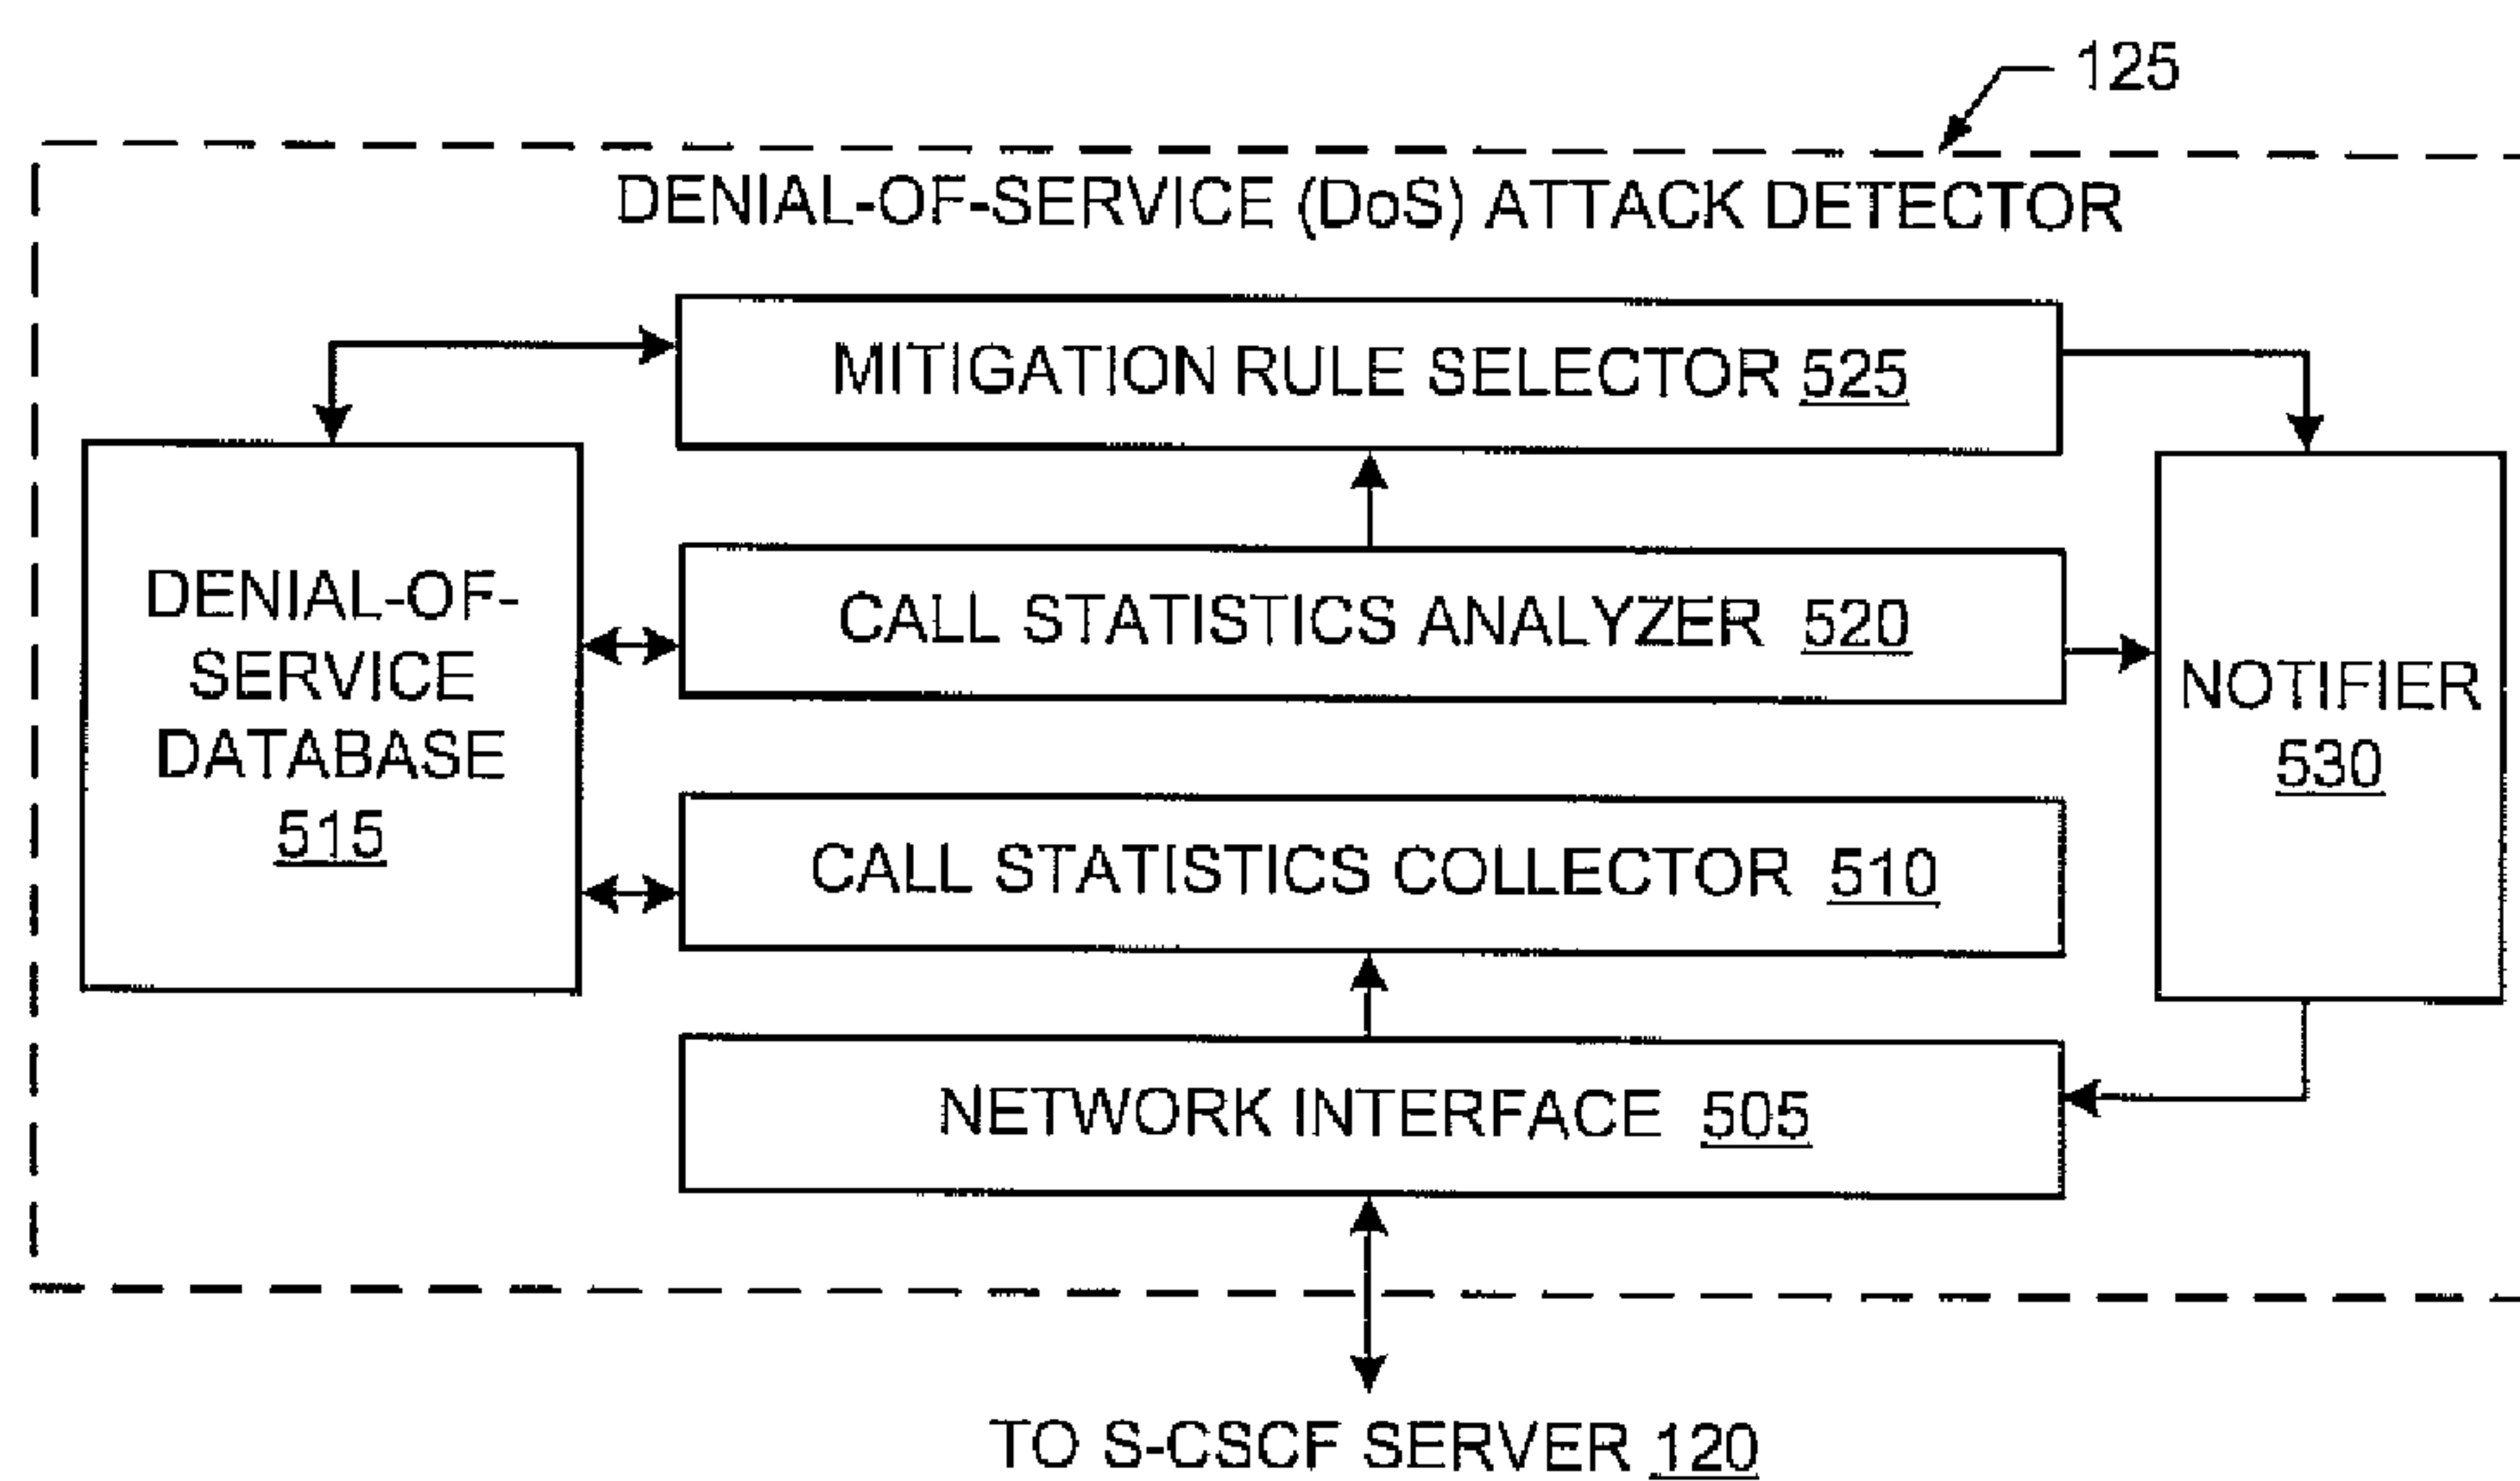 125
DENIAL-OF-SERVICE (DoS) ATTACK DETECTOR
MITIGATION RULE SELECTOR 525
DENIAL-OF-
SERVICE
DATABASE
515
CALL STATISTICS ANALYZER 520
NOTIFIER
530
CALL STATISTICS COLLECTOR 510
NETWORK INTERFACE 505
TO S-CSCF SERVER 120